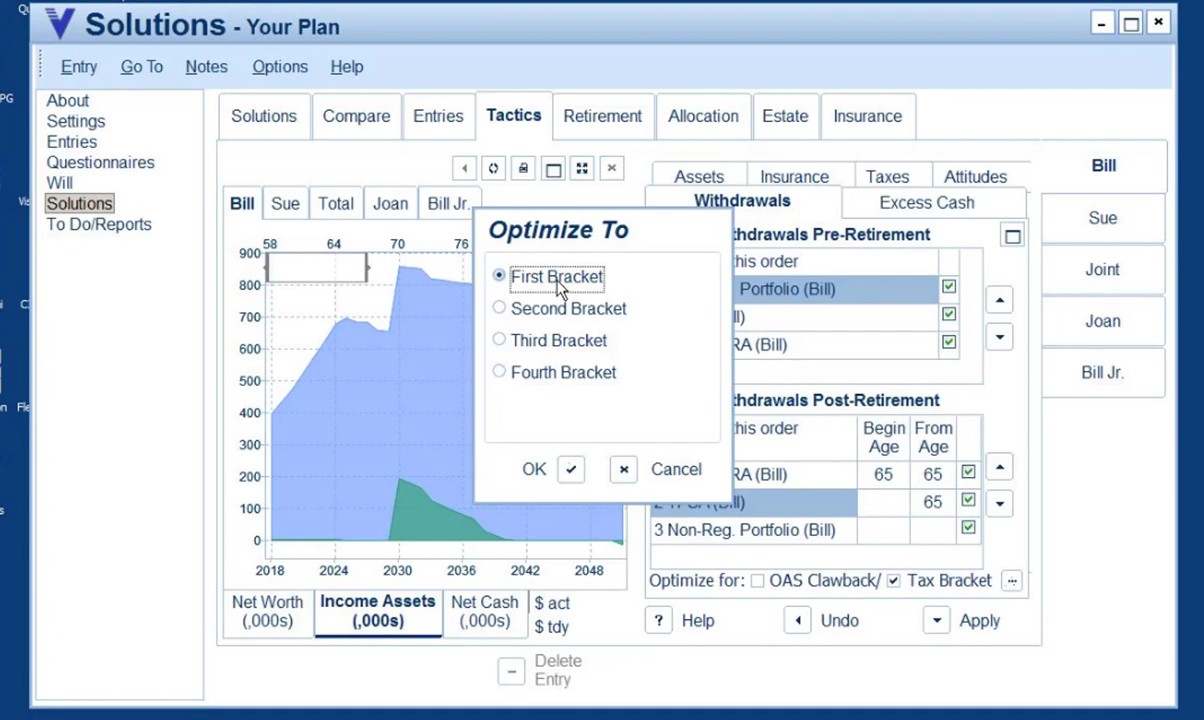 Solutions - Your Plan
Entry Go To Notes Options Help
About
Settings
Entries
Questionnaires
Will
Solutions
To Do/Reports
Solutions Compare Entries Tactics Retirement Allocation Estate Insurance
Assets Insurance Taxes Attitudes
Withdrawals Excess Cash
Bill
Sue
Joint
Joan
Bill Jr.
Bill Sue Total Joan Bill Jr.
58 64 70 76
900
800
700
600
500
400
300
200
100
0
2018 2024 2030 2036 2042 2048
Net Worth
(,000s)
Income Assets
(,000s)
Net Cash
(,000s)
$ act
$ tdy
Optimize To
First Bracket
Second Bracket
Third Bracket
Fourth Bracket
OK Cancel
thdrawals Pre-Retirement
this order
Portfolio (Bill)
ll)
RA (Bill)
thdrawals Post-Retirement
this order
Begin
Age
From
Age
RA (Bill) 65 65
65
3 Non-Reg. Portfolio (Bill)
Optimize for: OAS Clawback/ Tax Bracket ...
? Help Undo Apply
Delete
Entry
PG